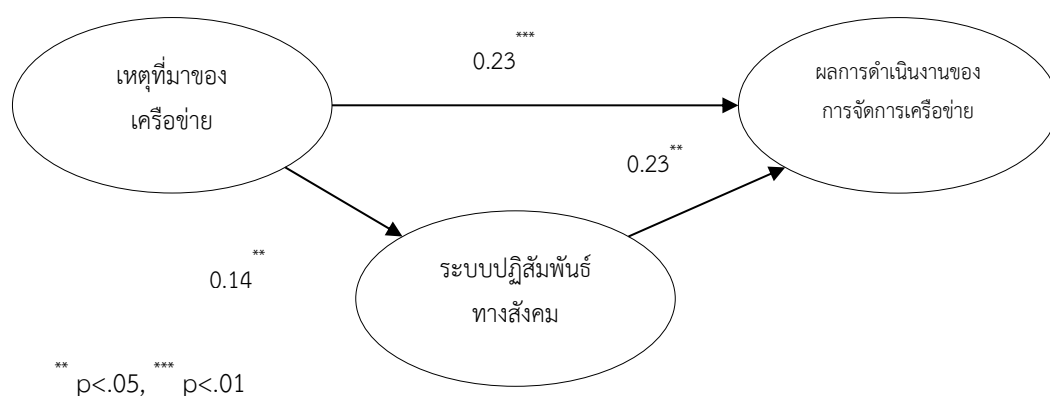 เหตุที่มาของ
เครือข่าย
0.23***
ผลการดำเนินงานของ
การจัดการเครือข่าย
0.23**
0.14**
ระบบปฏิสัมพันธ์
ทางสังคม
** p<.05, *** p<.01